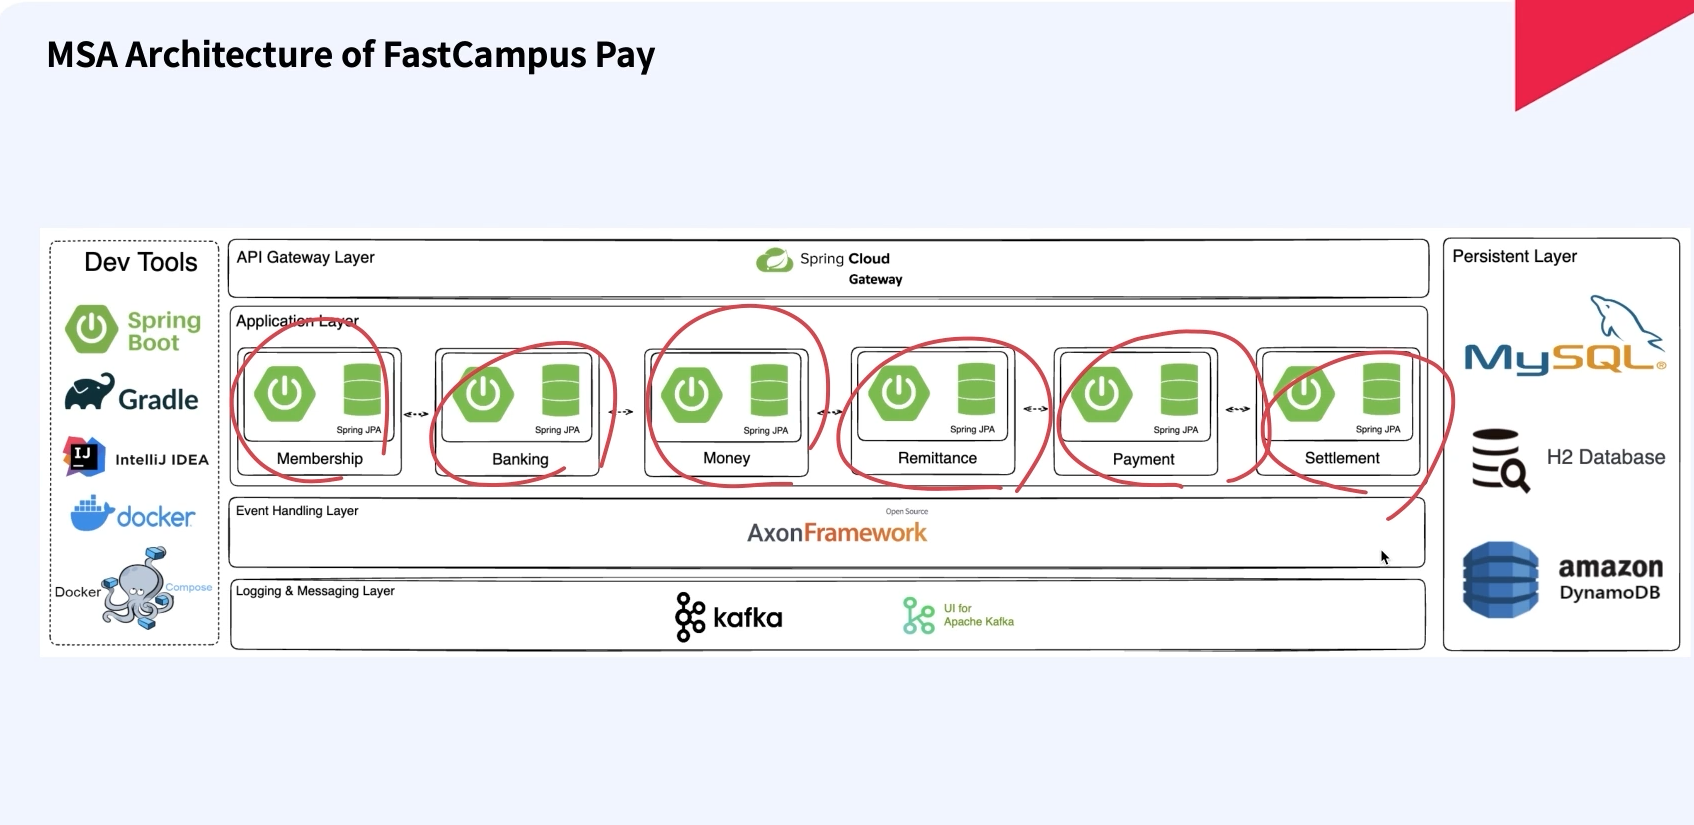 MSA Architecture of FastCampus Pay
Dev Tools
Spring
Boot
Gradle
IJ
IntelliJ IDEA
docker
Docker Compose
API Gateway Layer
Spring Cloud
Gateway
Application Layer
Spring JPA
Membership
Spring JPA
Banking
Spring JPA
Money
Spring JPA
Remittance
Spring JPA
Payment
Spring JPA
Settlement
Event Handling Layer
Open Source
AxonFramework
Logging & Messaging Layer
kafka
UI for
Apache Kafka
Persistent Layer
MySQL®
H2 Database
amazon
DynamoDB